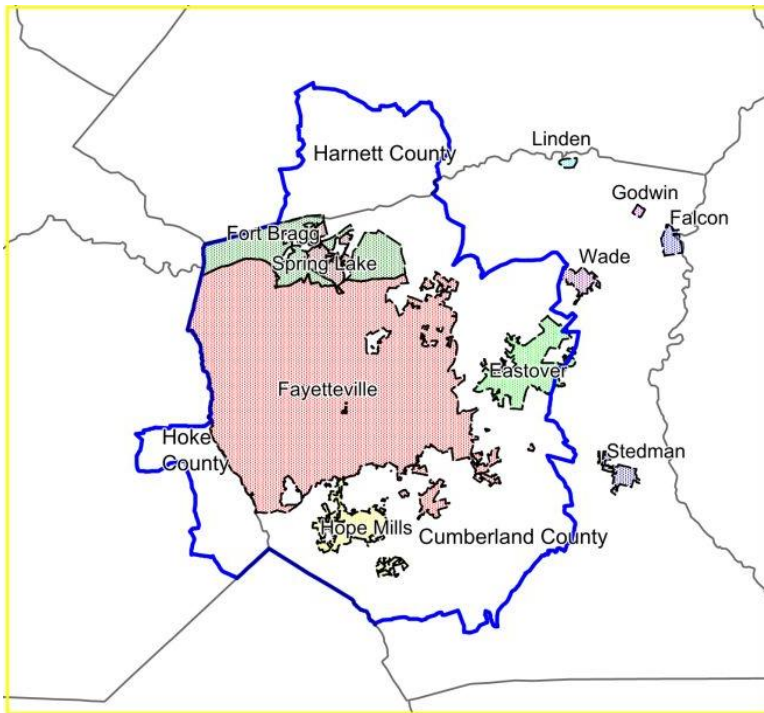 Linden
Harnett County
Godwin
Falcon
Fort Bragg
Wade
Spring Lake
Eastover
Fayetteville
Hoke
County
Stedman
Hope Mills
Cumberland County